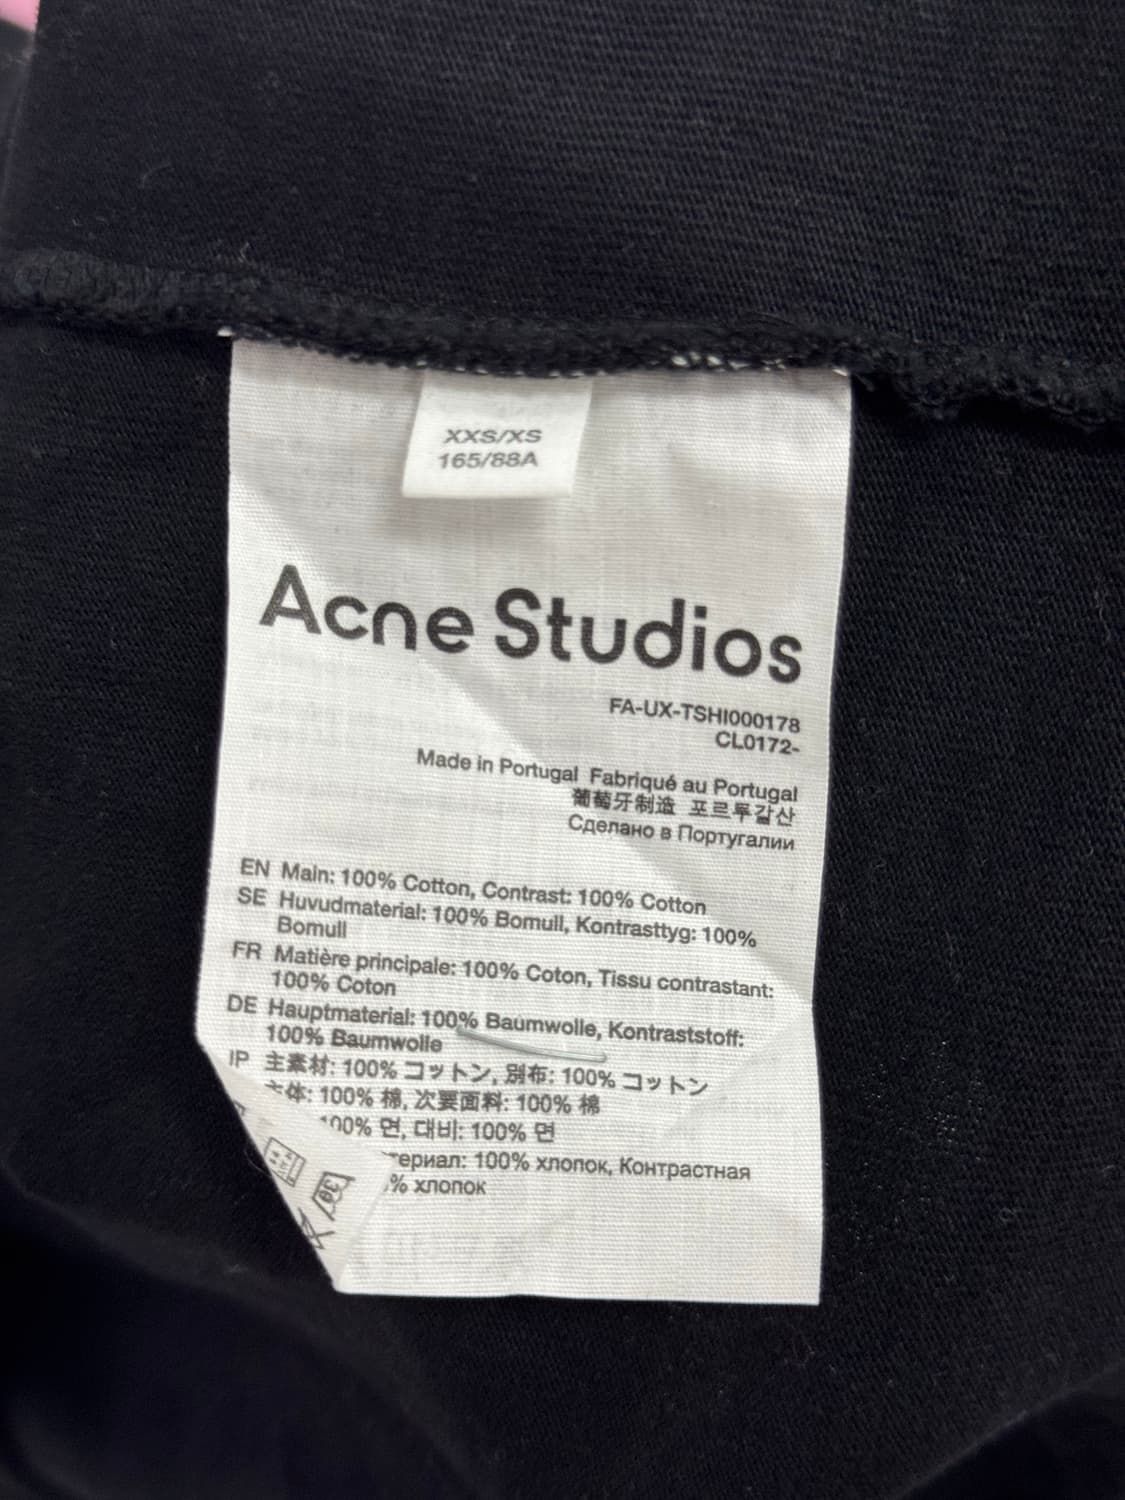 XXS/XS
165/88A
Acne Studios
FA-UX-TSHI000178
CL0172-
Made in Portugal Fabriqué au Portugal
葡萄牙制造 포르투갈산
Сделано в Португалии
EN Main: 100% Cotton, Contrast: 100% Cotton
SE Huvudmaterial: 100% Bomull, Kontrasttyg: 100%
Bomull
FR Matière principale: 100% Coton, Tissu contrastant:
100% Coton
DE Hauptmaterial: 100% Baumwolle, Kontraststoff:
100% Baumwolle
JP 主素材: 100% コットン, 別布: 100% コットン
主体: 100% 棉, 次要面料: 100% 棉
100% 면, 대비: 100% 면
териал: 100% хлопок, Контрастная
% хлопок
30